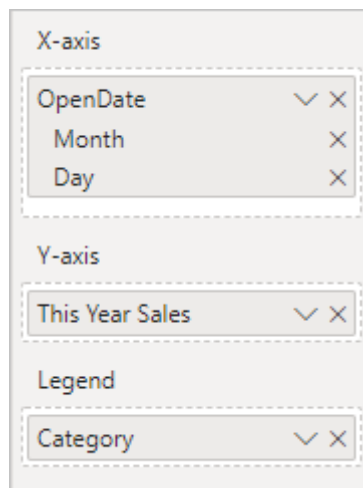 X-axis
OpenDate
Month
Day
Y-axis
This Year Sales
Legend
Category